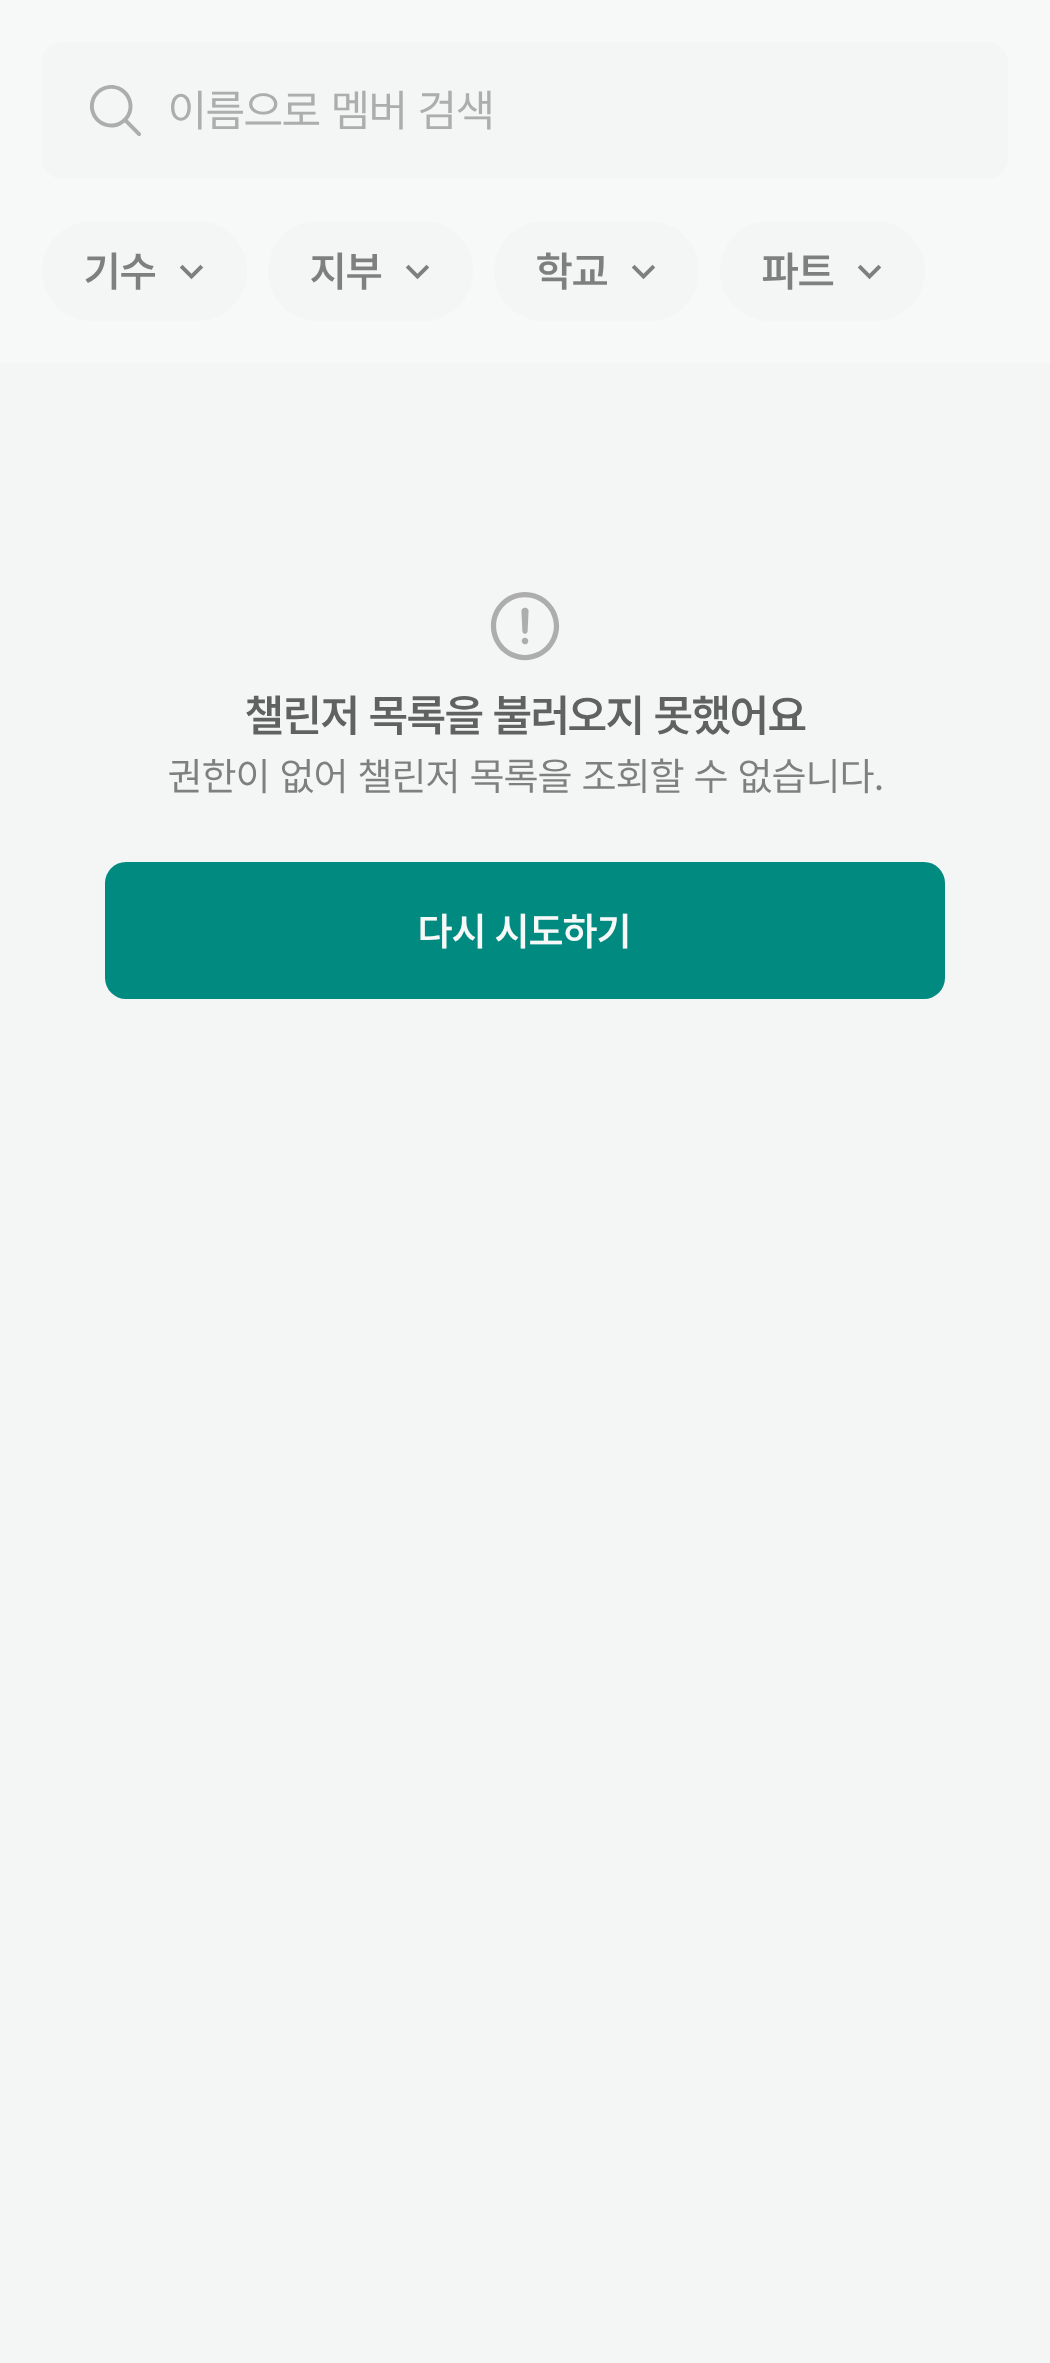 이름으로 멤버 검색
기수
지부
학교
파트
챌린저 목록을 불러오지 못했어요
권한이 없어 챌린저 목록을 조회할 수 없습니다.
다시 시도하기